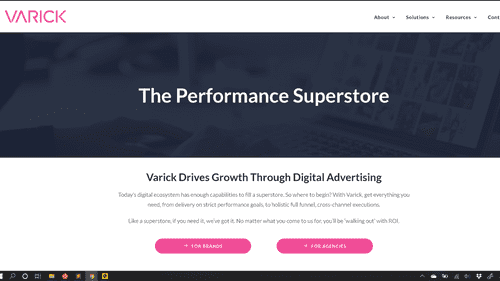 VARICK
About Solutions Resources Cont
The Performance Superstore
Varick Drives Growth Through Digital Advertising
Today's digital ecosystem has enough capabilities to fill a superstore. So where to begin? With Varick, get everything you
need, from delivery on strict performance goals, to holistic full funnel, cross-channel executions.
Like a superstore, if you need it, we've got it. No matter what you come to us for, you'll be 'walking out' with ROI.
FOR BRANDS
FOR AGENCIES